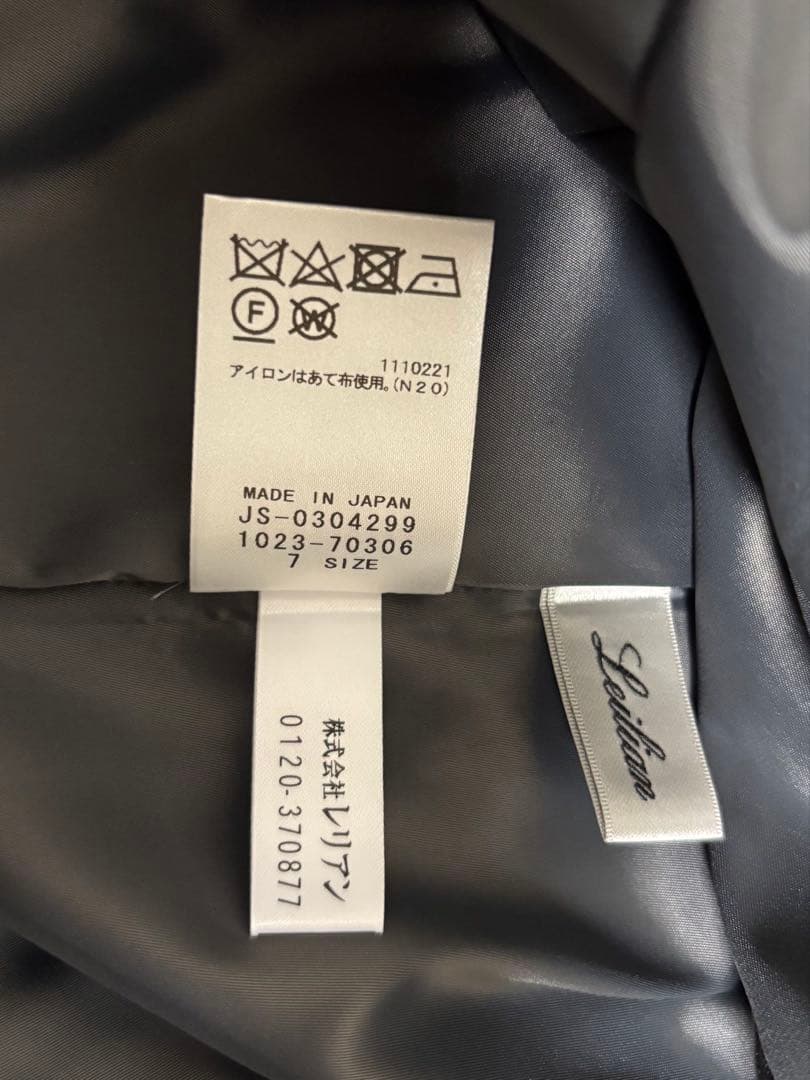 F W
1110221
アイロンはあて布使用。(N20)
MADE IN JAPAN
JS-0304299
1023-70306
7 SIZE
株式会社レリアン
0120-370877
Leilian